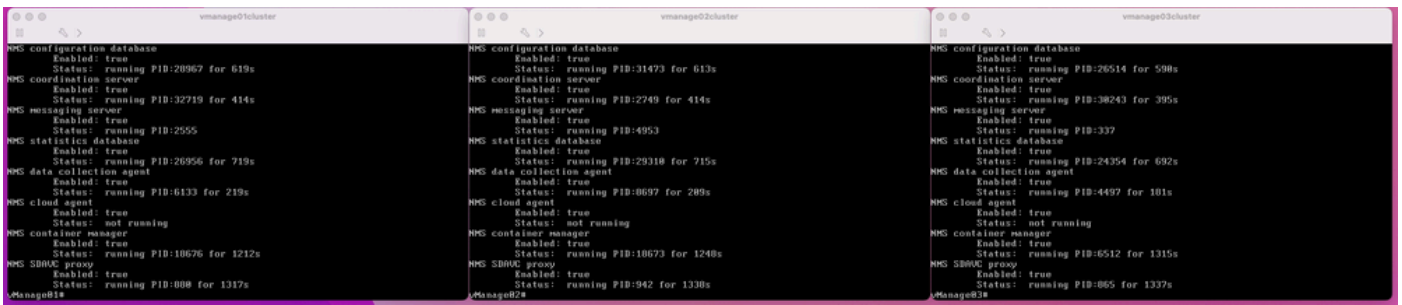 vmanage01cluster
NMS configuration database
Enabled: true
Status: running PID:28967 for 619s
NMS coordination server
Enabled: true
Status: running PID:32719 for 414s
NMS messaging server
Enabled: true
Status: running PID:2555
NMS statistics database
Enabled: true
Status: running PID:26956 for 719s
NMS data collection agent
Enabled: true
Status: running PID:6133 for 219s
NMS cloud agent
Enabled: true
Status: not running
NMS container manager
Enabled: true
Status: running PID:18676 for 1212s
NMS SDAVC proxy
Enabled: true
Status: running PID:880 for 1317s
vManage01#
vmanage02cluster
NMS configuration database
Enabled: true
Status: running PID:31473 for 613s
NMS coordination server
Enabled: true
Status: running PID:2749 for 414s
NMS messaging server
Enabled: true
Status: running PID:4953
NMS statistics database
Enabled: true
Status: running PID:29310 for 715s
NMS data collection agent
Enabled: true
Status: running PID:8697 for 209s
NMS cloud agent
Enabled: true
Status: not running
NMS container manager
Enabled: true
Status: running PID:18673 for 1248s
NMS SDAVC proxy
Enabled: true
Status: running PID:942 for 1338s
vManage02#
vmanage03cluster
NMS configuration database
Enabled: true
Status: running PID:26514 for 590s
NMS coordination server
Enabled: true
Status: running PID:30243 for 395s
NMS messaging server
Enabled: true
Status: running PID:337
NMS statistics database
Enabled: true
Status: running PID:24354 for 692s
NMS data collection agent
Enabled: true
Status: running PID:4497 for 181s
NMS cloud agent
Enabled: true
Status: not running
NMS container manager
Enabled: true
Status: running PID:6512 for 1315s
NMS SDAVC proxy
Enabled: true
Status: running PID:865 for 1337s
vManage03#